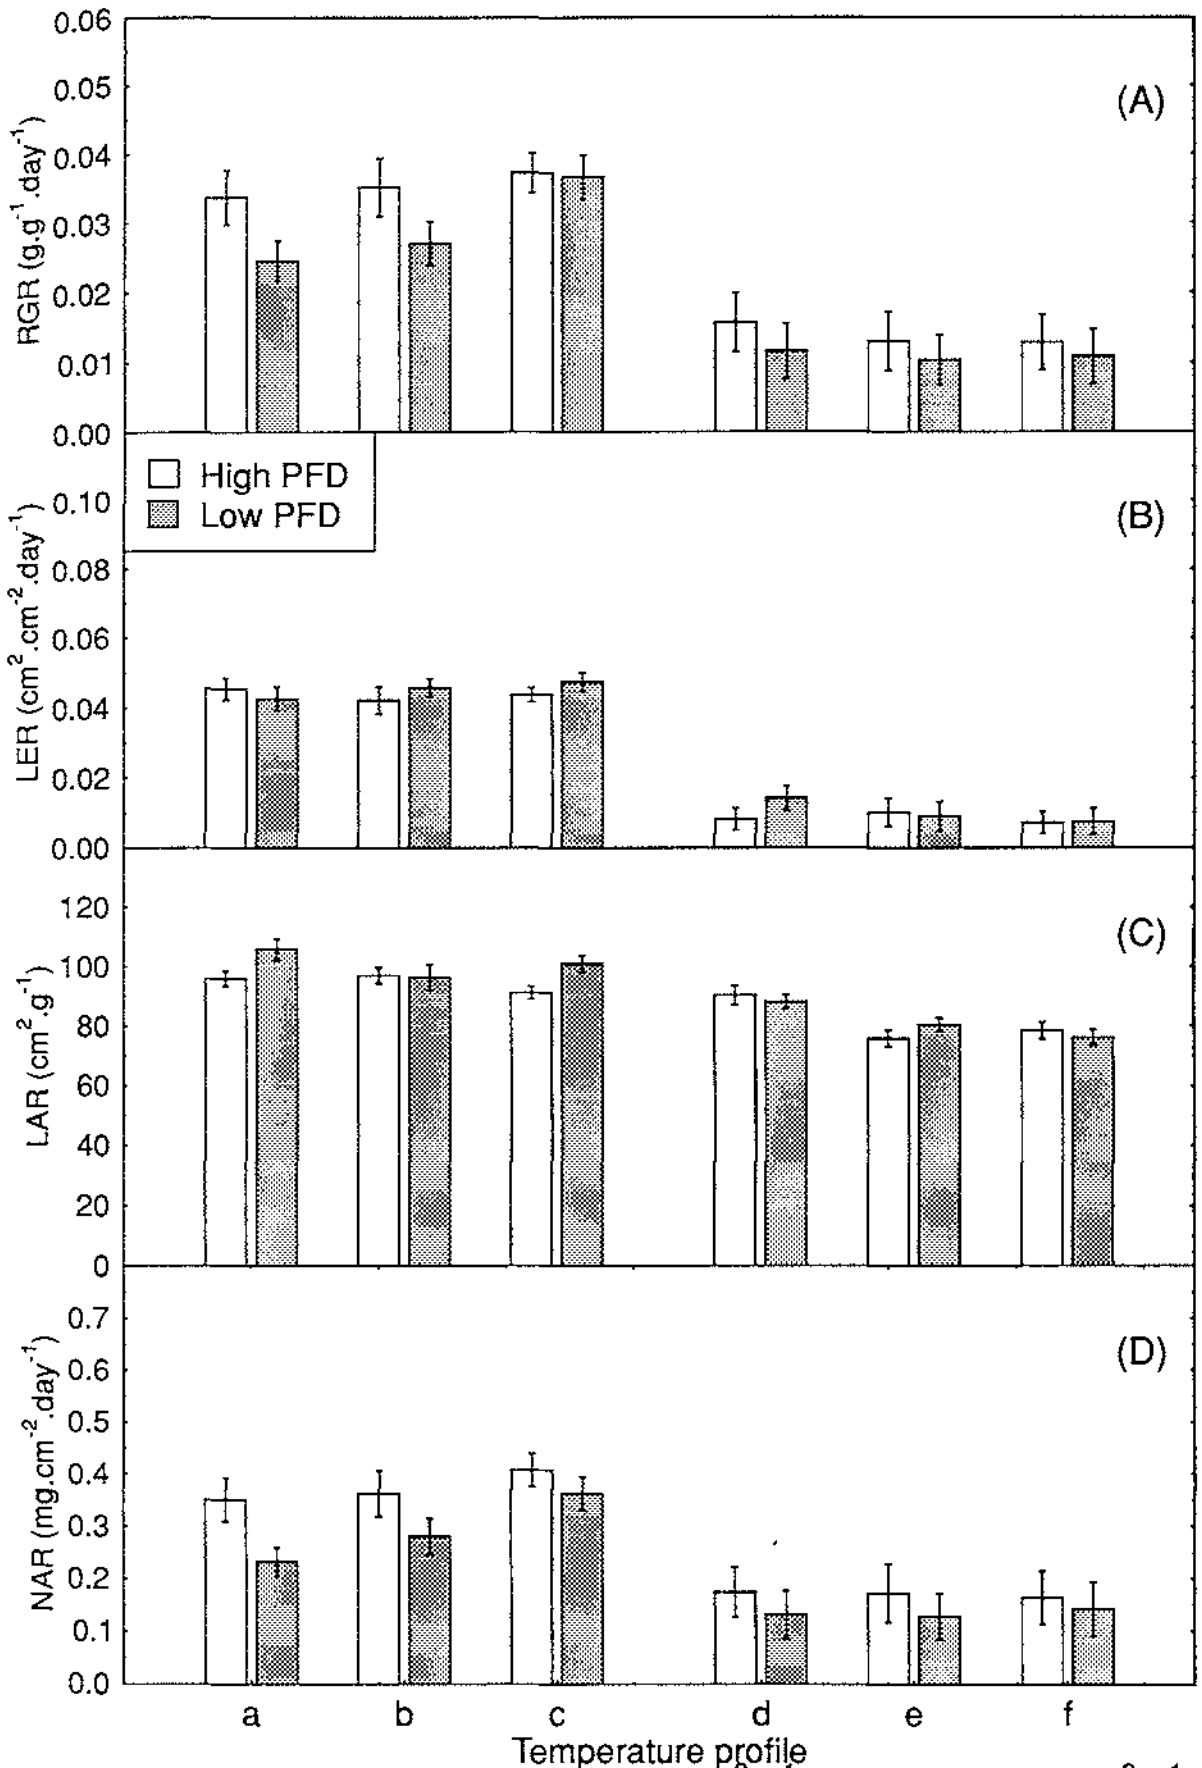 0.06
0.05
0.04
0.03
0.02
0.01
0.00
RGR (g.g⁻¹.day⁻¹)
(A)
High PFD
Low PFD
0.10
0.08
0.06
0.04
0.02
0.00
LER (cm².cm⁻².day⁻¹)
(B)
120
100
80
60
40
20
0
LAR (cm².g⁻¹)
(C)
0.7
0.6
0.5
0.4
0.3
0.2
0.1
0.0
NAR (mg.cm⁻².day⁻¹)
(D)
a b c d e f
Temperature profile